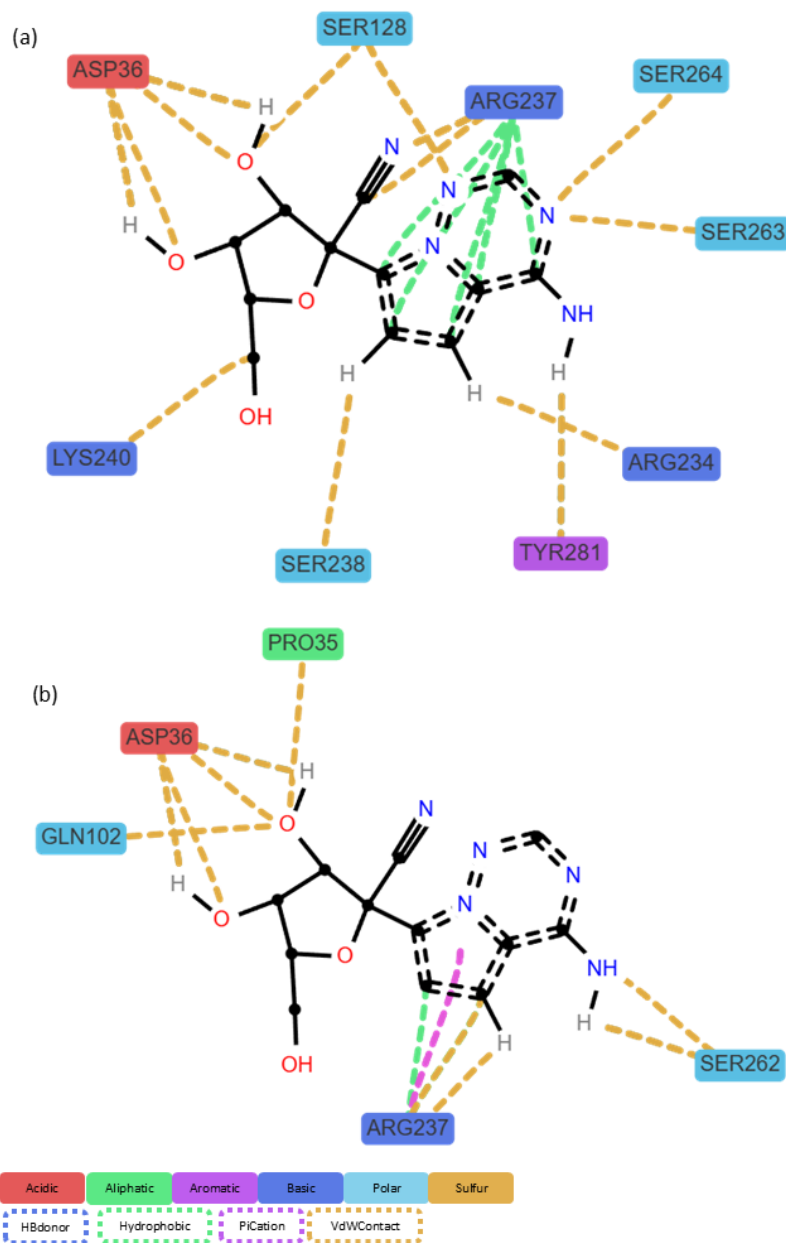 (a)
SER128
ASP36
SER264
ARG237
H
N
O
N
N
H
SER263
N
O
O
NH
H
H
H
OH
LYS240
ARG234
SER238
TYR281
PRO35
(b)
ASP36
H
N
GLN102
O
N
N
H
N
O
O
NH
H
H
OH
SER262
ARG237
Acidic Aliphatic Aromatic Basic Polar Sulfur
HBdonor Hydrophobic PiCation VdWContact